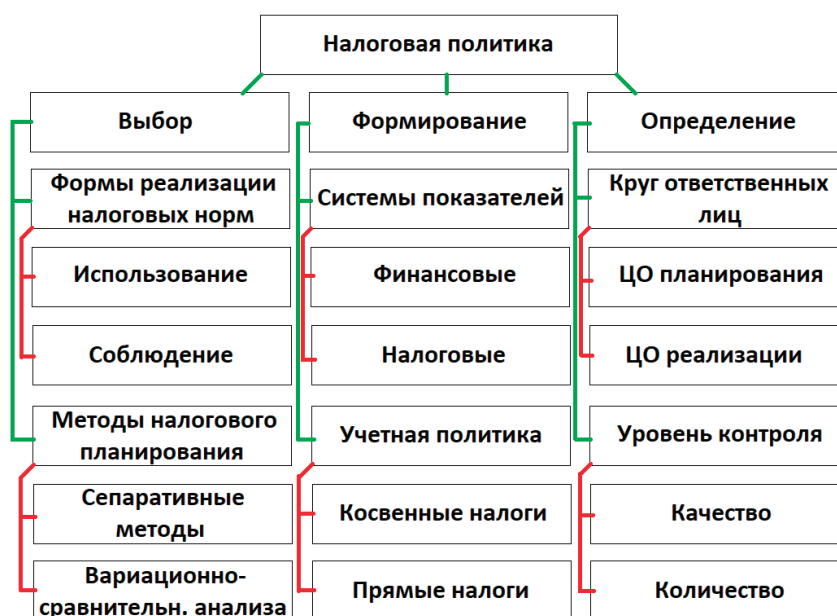 Налоговая политика
Выбор
Формирование
Определение
Формы реализации
налоговых норм
Системы показателей
Круг ответственных
лиц
Использование
Финансовые
ЦО планирования
Соблюдение
Налоговые
ЦО реализации
Методы налогового
планирования
Учетная политика
Уровень контроля
Сепаративные
методы
Косвенные налоги
Качество
Вариационно-
сравнительн. анализа
Прямые налоги
Количество